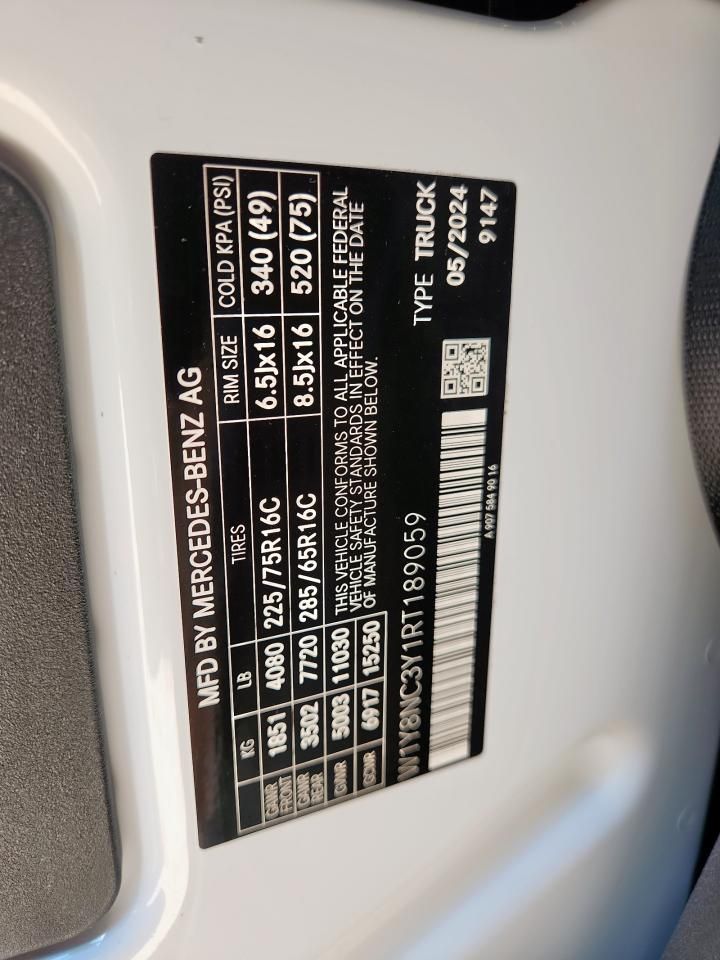 MFD BY MERCEDES-BENZ AG
KG LB TIRES RIM SIZE COLD KPA (PSI)
GAWR FRONT 1851 4080 225/75R16C 6.5Jx16 340 (49)
GAWR REAR 3502 7720 285/65R16C 8.5Jx16 520 (75)
GVWR 5003 11030
GCWR 6917 15250
THIS VEHICLE CONFORMS TO ALL APPLICABLE FEDERAL
VEHICLE SAFETY STANDARDS IN EFFECT ON THE DATE
OF MANUFACTURE SHOWN BELOW.
W1Y8NC3Y1RT189059
TYPE TRUCK
05/2024
9147
A 907 584 90 16